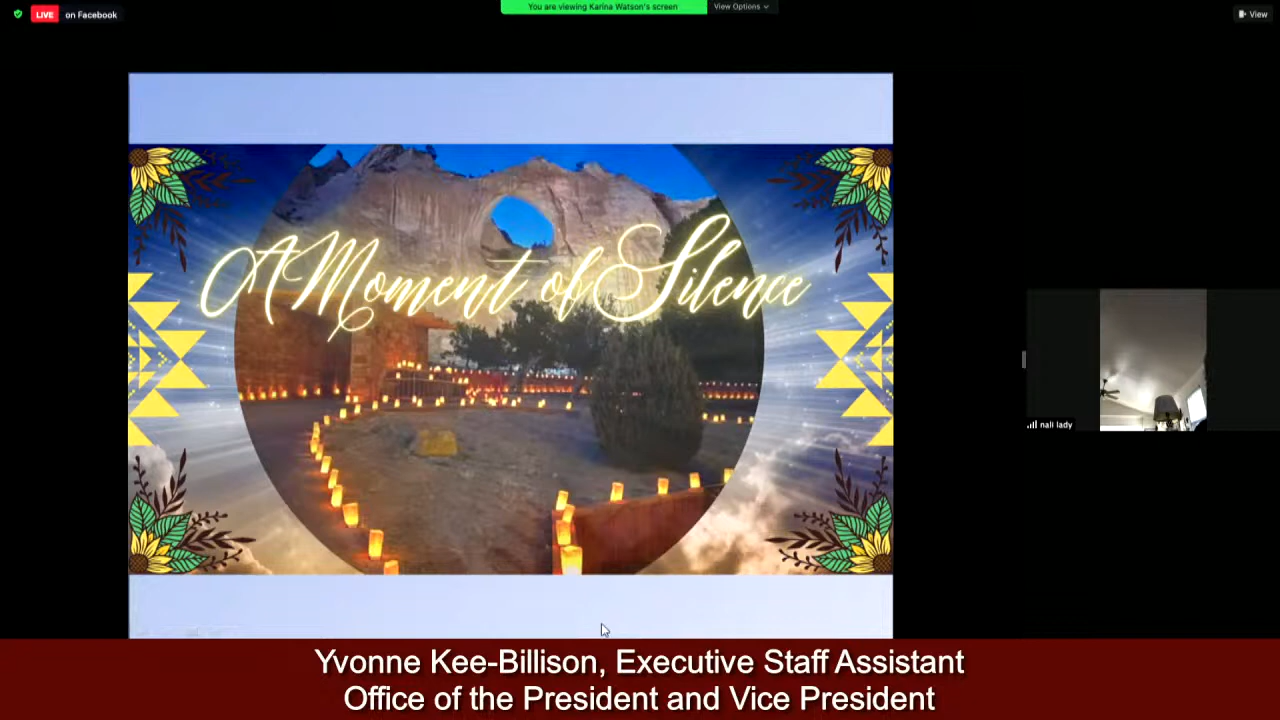 LIVE on Facebook
You are viewing Karina Watson's screen
View Options
View
A Moment of Silence
nali lady
Yvonne Kee-Billison, Executive Staff Assistant
Office of the President and Vice President